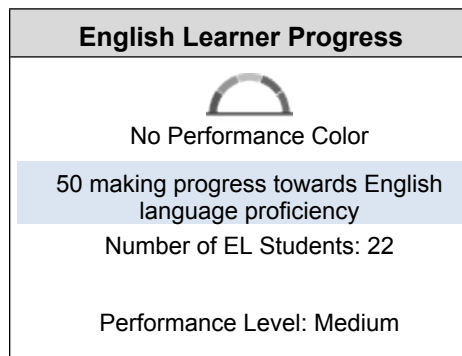 English Learner Progress
No Performance Color
50 making progress towards English
language proficiency
Number of EL Students: 22
Performance Level: Medium